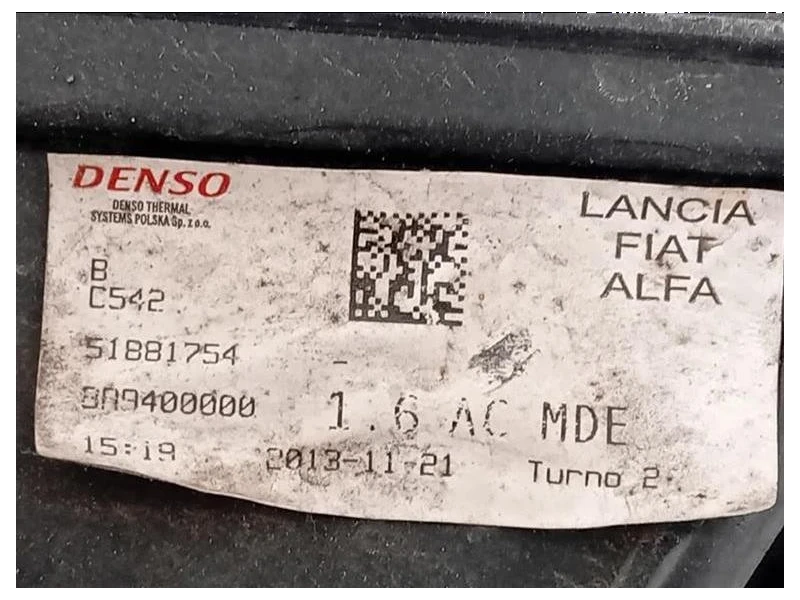 DENSO
DENSO THERMAL
SYSTEMS POLSKA Sp. z o.o.
LANCIA
FIAT
ALFA
B
C542
51881754
8A9400000
1.6 AC MDE
15:19
2013-11-21
Turno 2